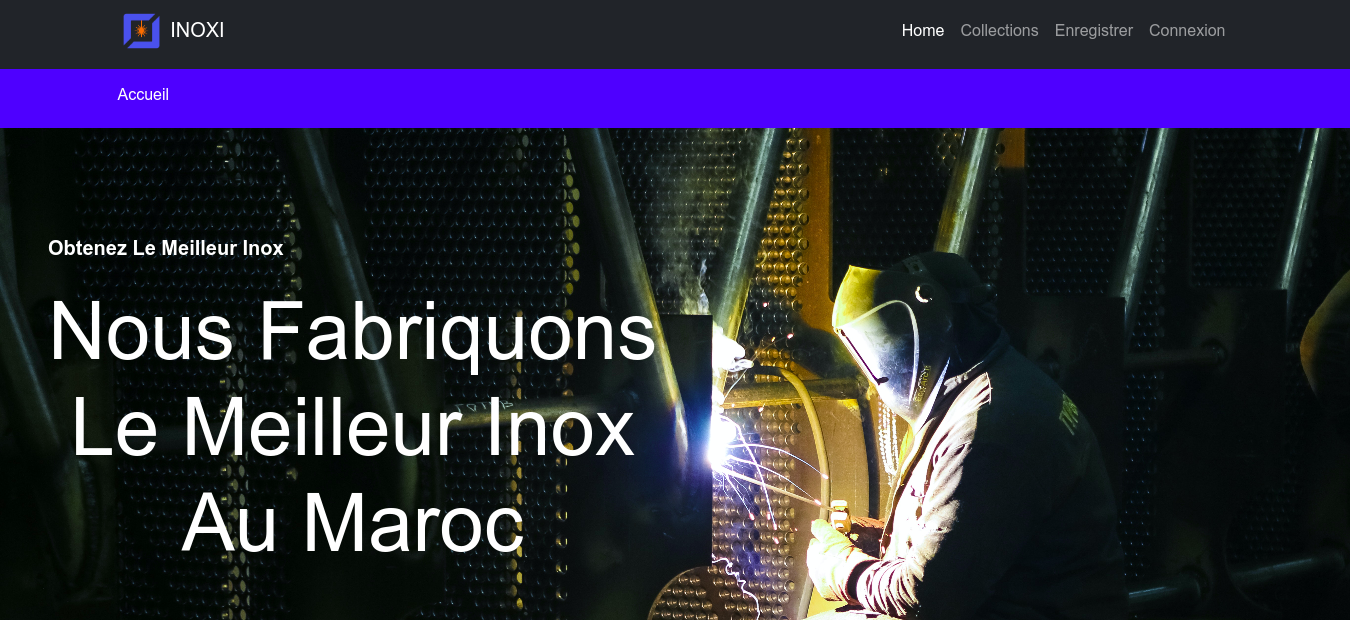 INOXI
Home Collections Enregistrer Connexion
Accueil
Obtenez Le Meilleur Inox
Nous Fabriquons
Le Meilleur Inox
Au Maroc